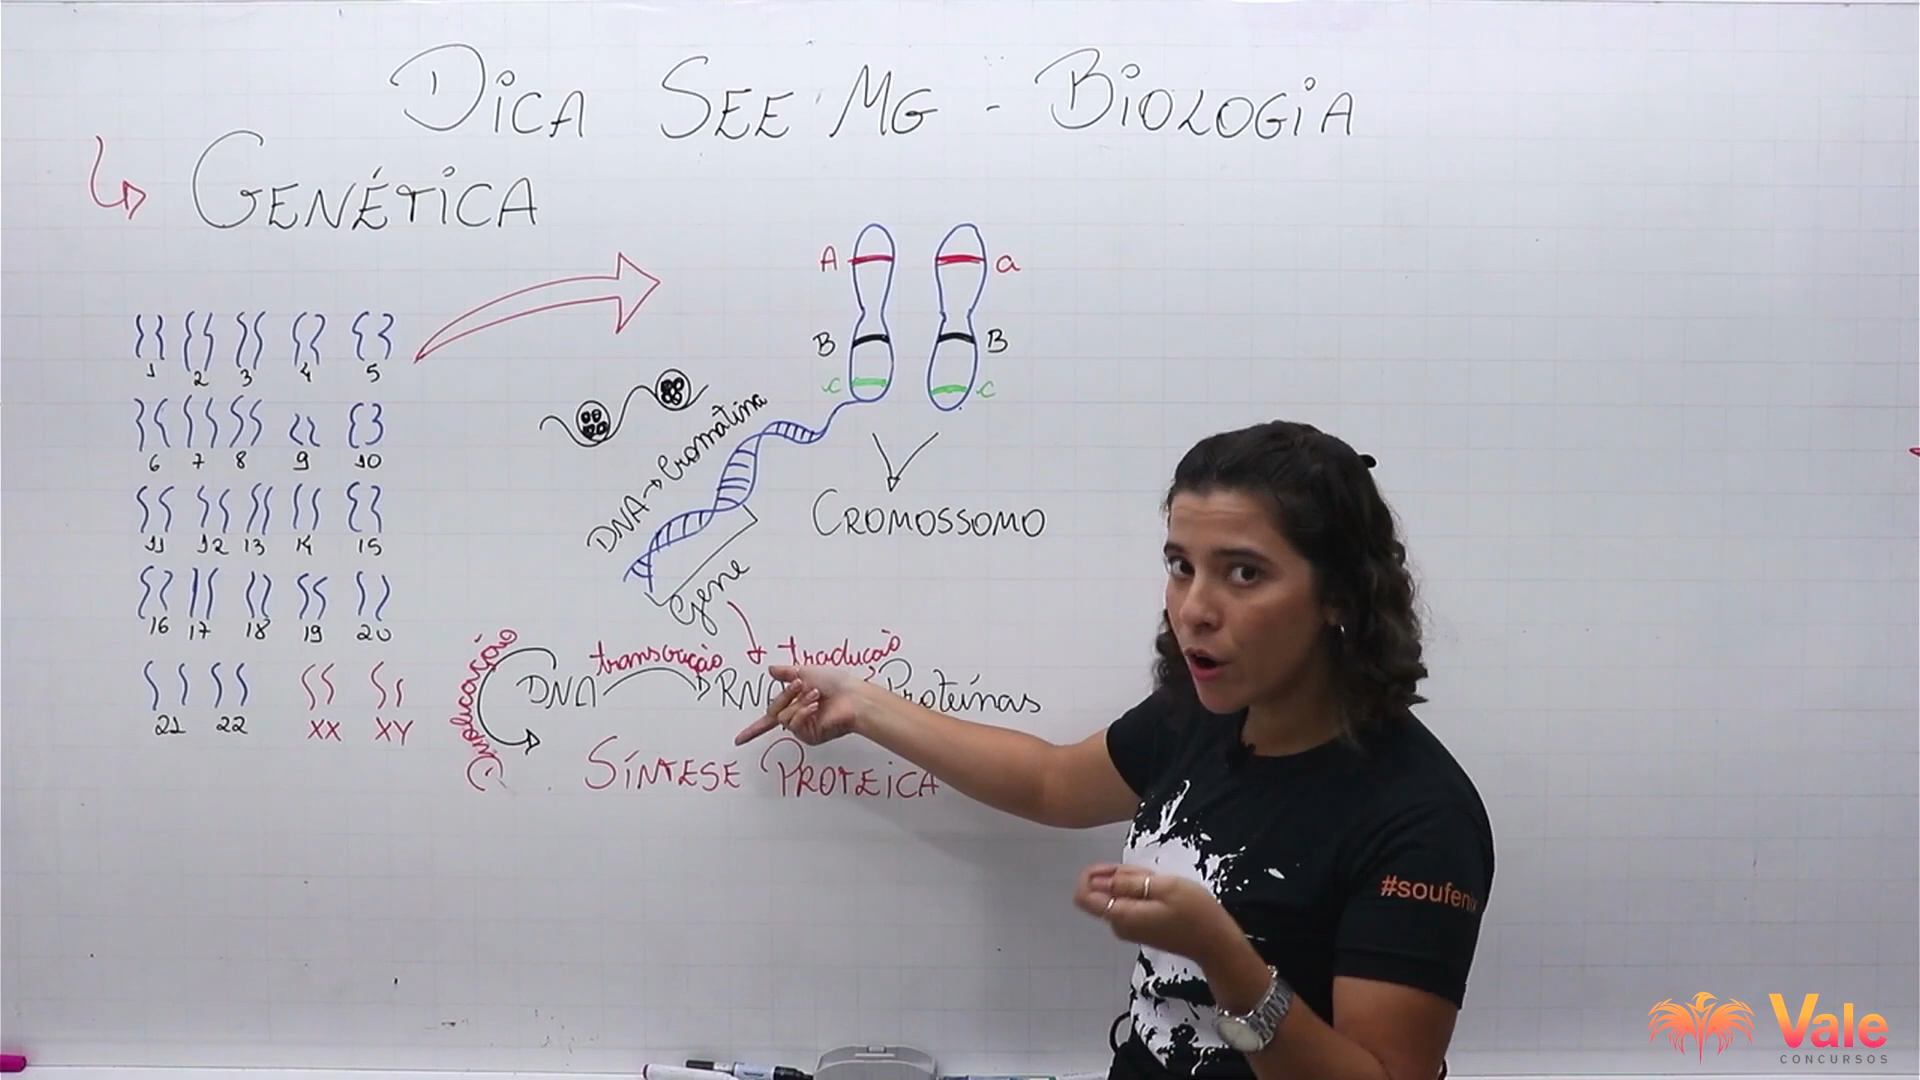 DICA SEE MG - BIOLOGIA
GENÉTICA
A a
B B
c c
1 2 3 4 5
6 7 8 9 10
11 12 13 14 15
16 17 18 19 20
21 22 XX XY
DNA → Cromatina
CROMOSSOMO
Gene
Duplicação
transcrição tradução
DNA RNA Proteínas
SÍNTESE PROTEICA
#soufenix
Vale
CONCURSOS